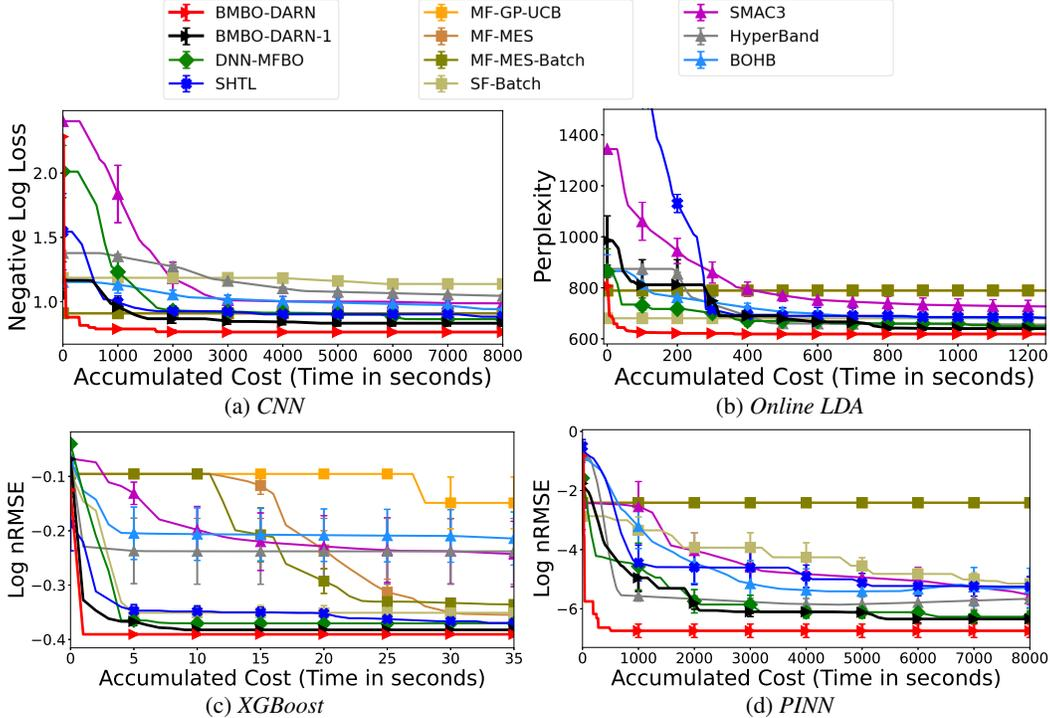 BMBO-DARN
BMBO-DARN-1
DNN-MFBO
SHTL
MF-GP-UCB
MF-MES
MF-MES-Batch
SF-Batch
SMAC3
HyperBand
BOHB
Negative Log Loss
2.0
1.5
1.0
0 1000 2000 3000 4000 5000 6000 7000 8000
Accumulated Cost (Time in seconds)
(a) CNN
Perplexity
1400
1200
1000
800
600
0 200 400 600 800 1000 1200
Accumulated Cost (Time in seconds)
(b) Online LDA
Log nRMSE
−0.1
−0.2
−0.3
−0.4
0 5 10 15 20 25 30 35
Accumulated Cost (Time in seconds)
(c) XGBoost
Log nRMSE
0
−2
−4
−6
0 1000 2000 3000 4000 5000 6000 7000 8000
Accumulated Cost (Time in seconds)
(d) PINN